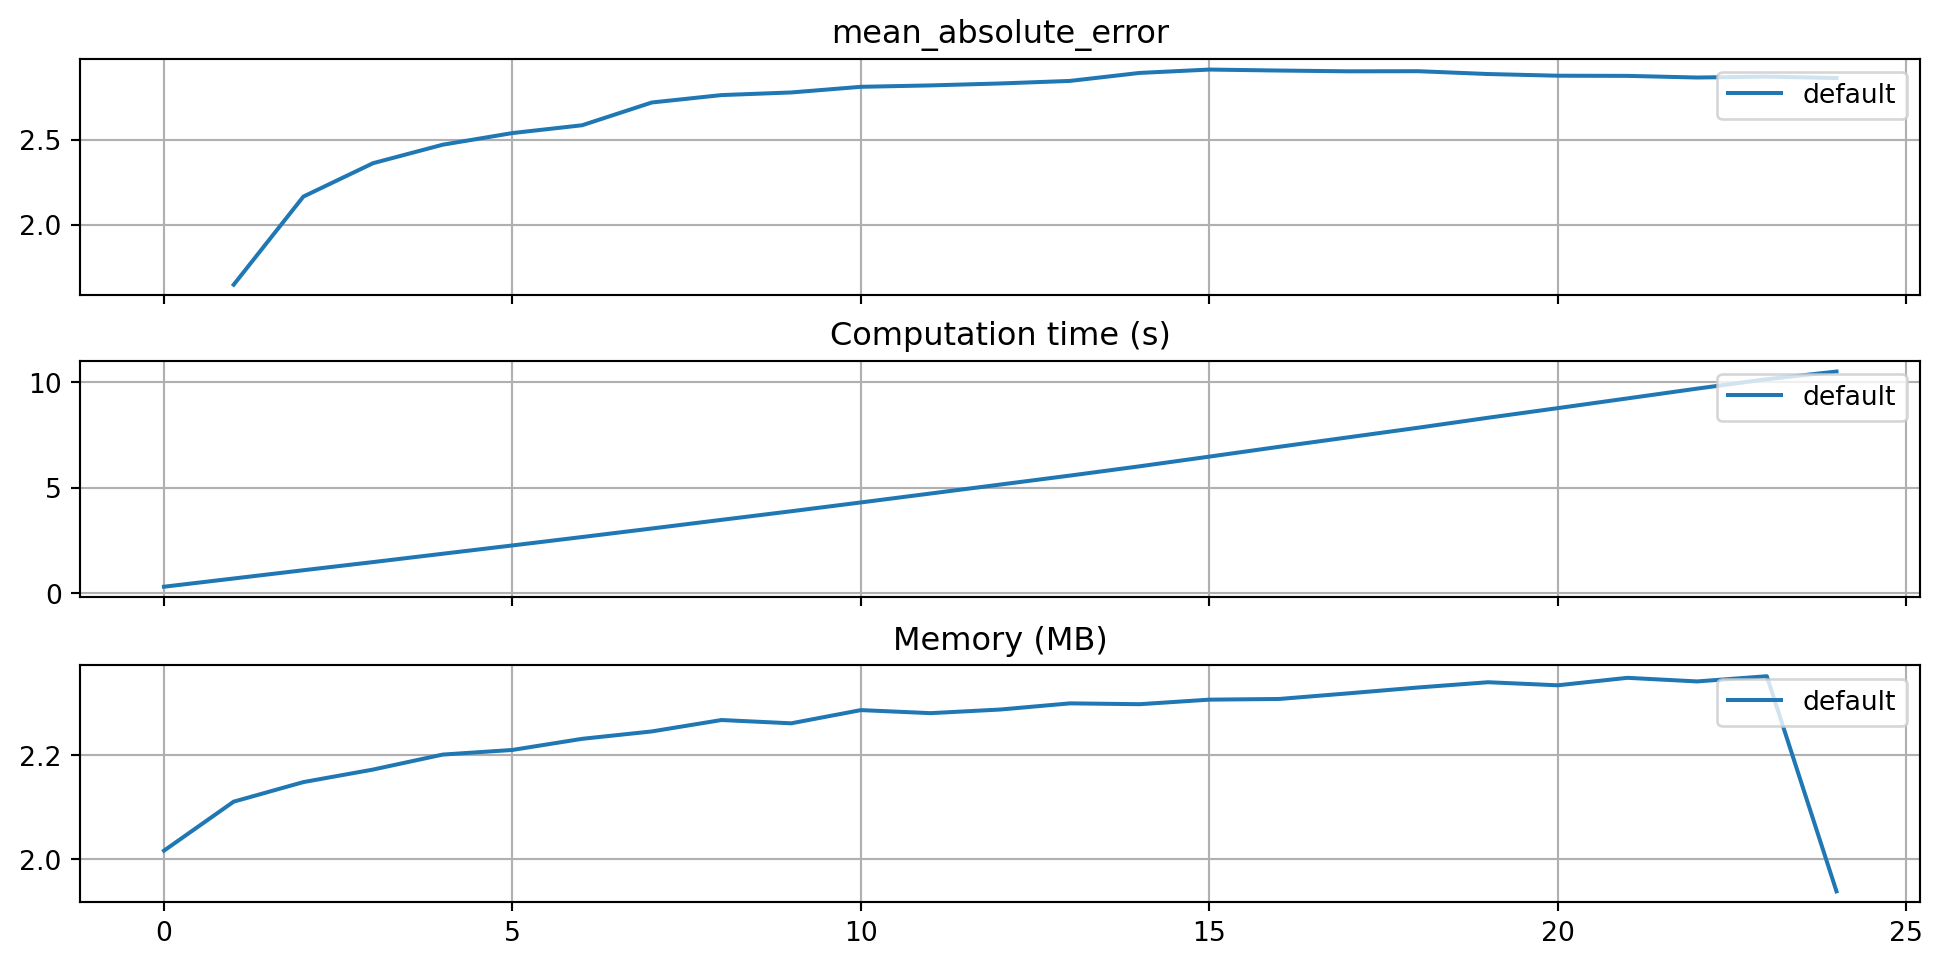 mean_absolute_error
2.5
2.0
default
Computation time (s)
10
5
0
default
Memory (MB)
2.2
2.0
default
0 5 10 15 20 25